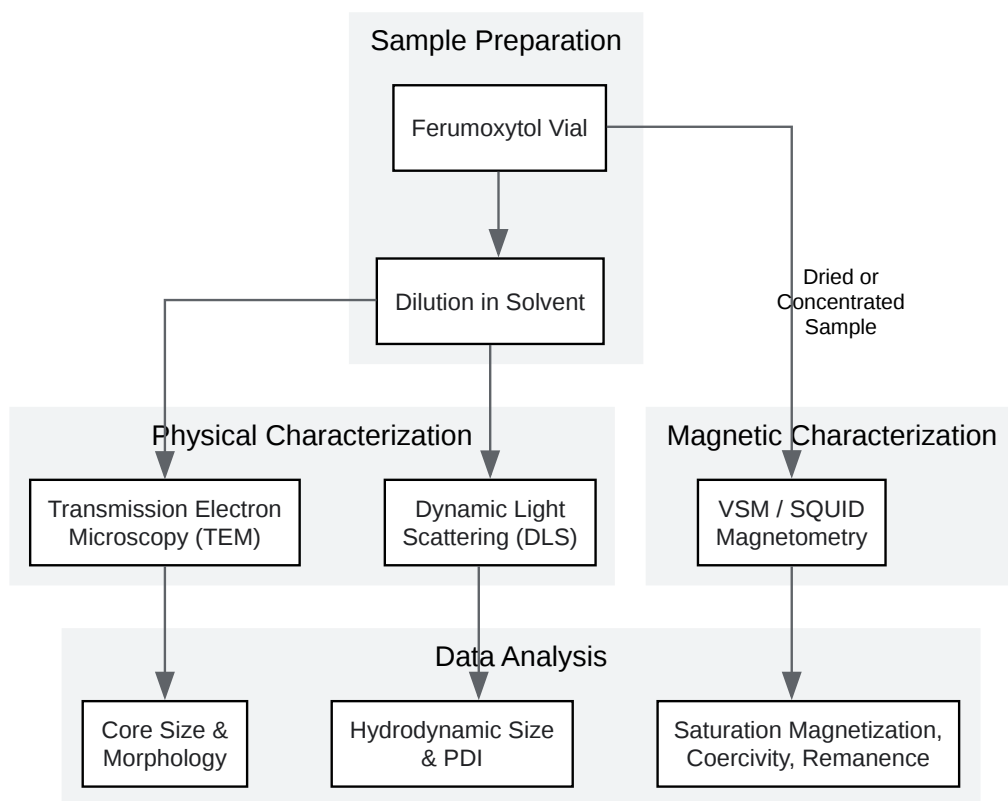 Sample Preparation
Ferumoxytol Vial
Dilution in Solvent
Dried or
Concentrated
Sample
Physical Characterization
Magnetic Characterization
Transmission Electron
Microscopy (TEM)
Dynamic Light
Scattering (DLS)
VSM / SQUID
Magnetometry
Data Analysis
Core Size &
Morphology
Hydrodynamic Size
& PDI
Saturation Magnetization,
Coercivity, Remanence